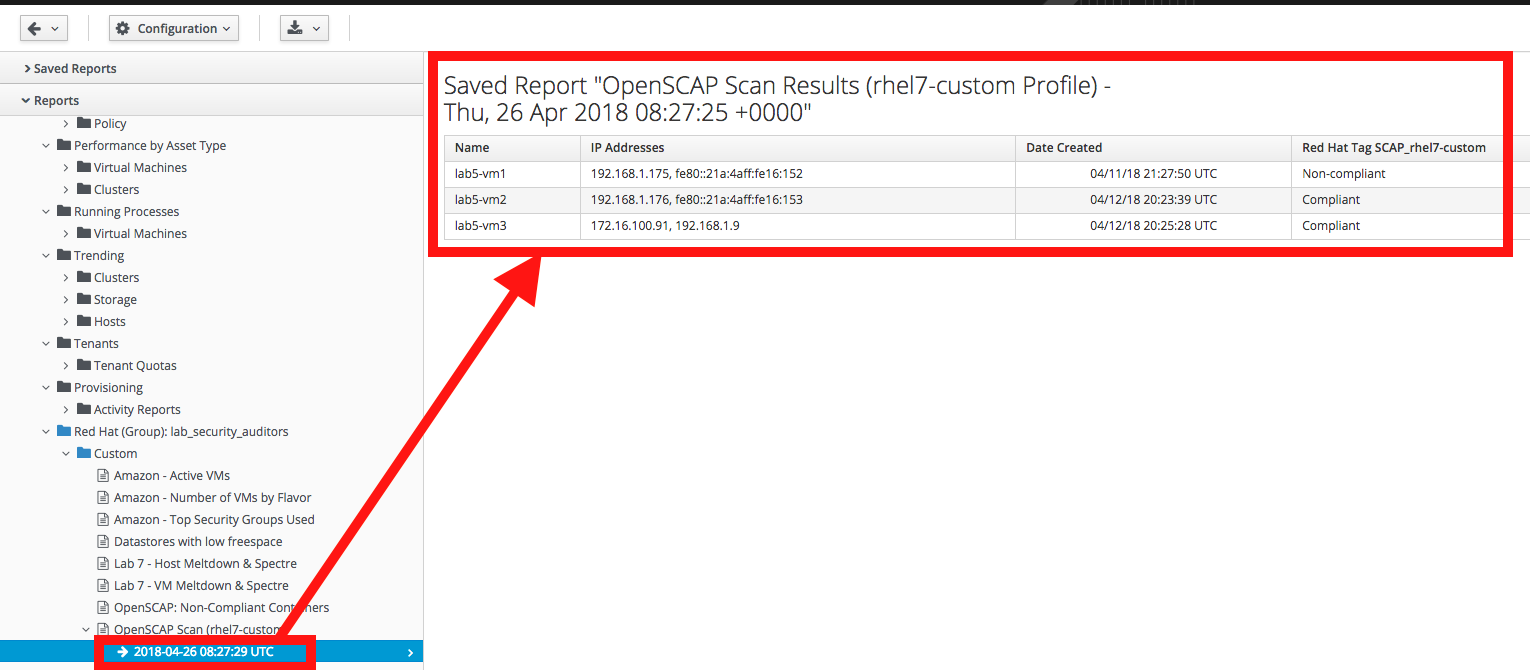 Configuration
Saved Reports
Reports
Policy
Performance by Asset Type
Virtual Machines
Clusters
Running Processes
Virtual Machines
Trending
Clusters
Storage
Hosts
Tenants
Tenant Quotas
Provisioning
Activity Reports
Red Hat (Group): lab_security_auditors
Custom
Amazon - Active VMs
Amazon - Number of VMs by Flavor
Amazon - Top Security Groups Used
Datastores with low freespace
Lab 7 - Host Meltdown & Spectre
Lab 7 - VM Meltdown & Spectre
OpenSCAP: Non-Compliant Containers
OpenSCAP Scan (rhel7-custom
2018-04-26 08:27:29 UTC
Saved Report "OpenSCAP Scan Results (rhel7-custom Profile) -
Thu, 26 Apr 2018 08:27:25 +0000"
Name IP Addresses Date Created Red Hat Tag SCAP_rhel7-custom
lab5-vm1 192.168.1.175, fe80::21a:4aff:fe16:152 04/11/18 21:27:50 UTC Non-compliant
lab5-vm2 192.168.1.176, fe80::21a:4aff:fe16:153 04/12/18 20:23:39 UTC Compliant
lab5-vm3 172.16.100.91, 192.168.1.9 04/12/18 20:25:28 UTC Compliant